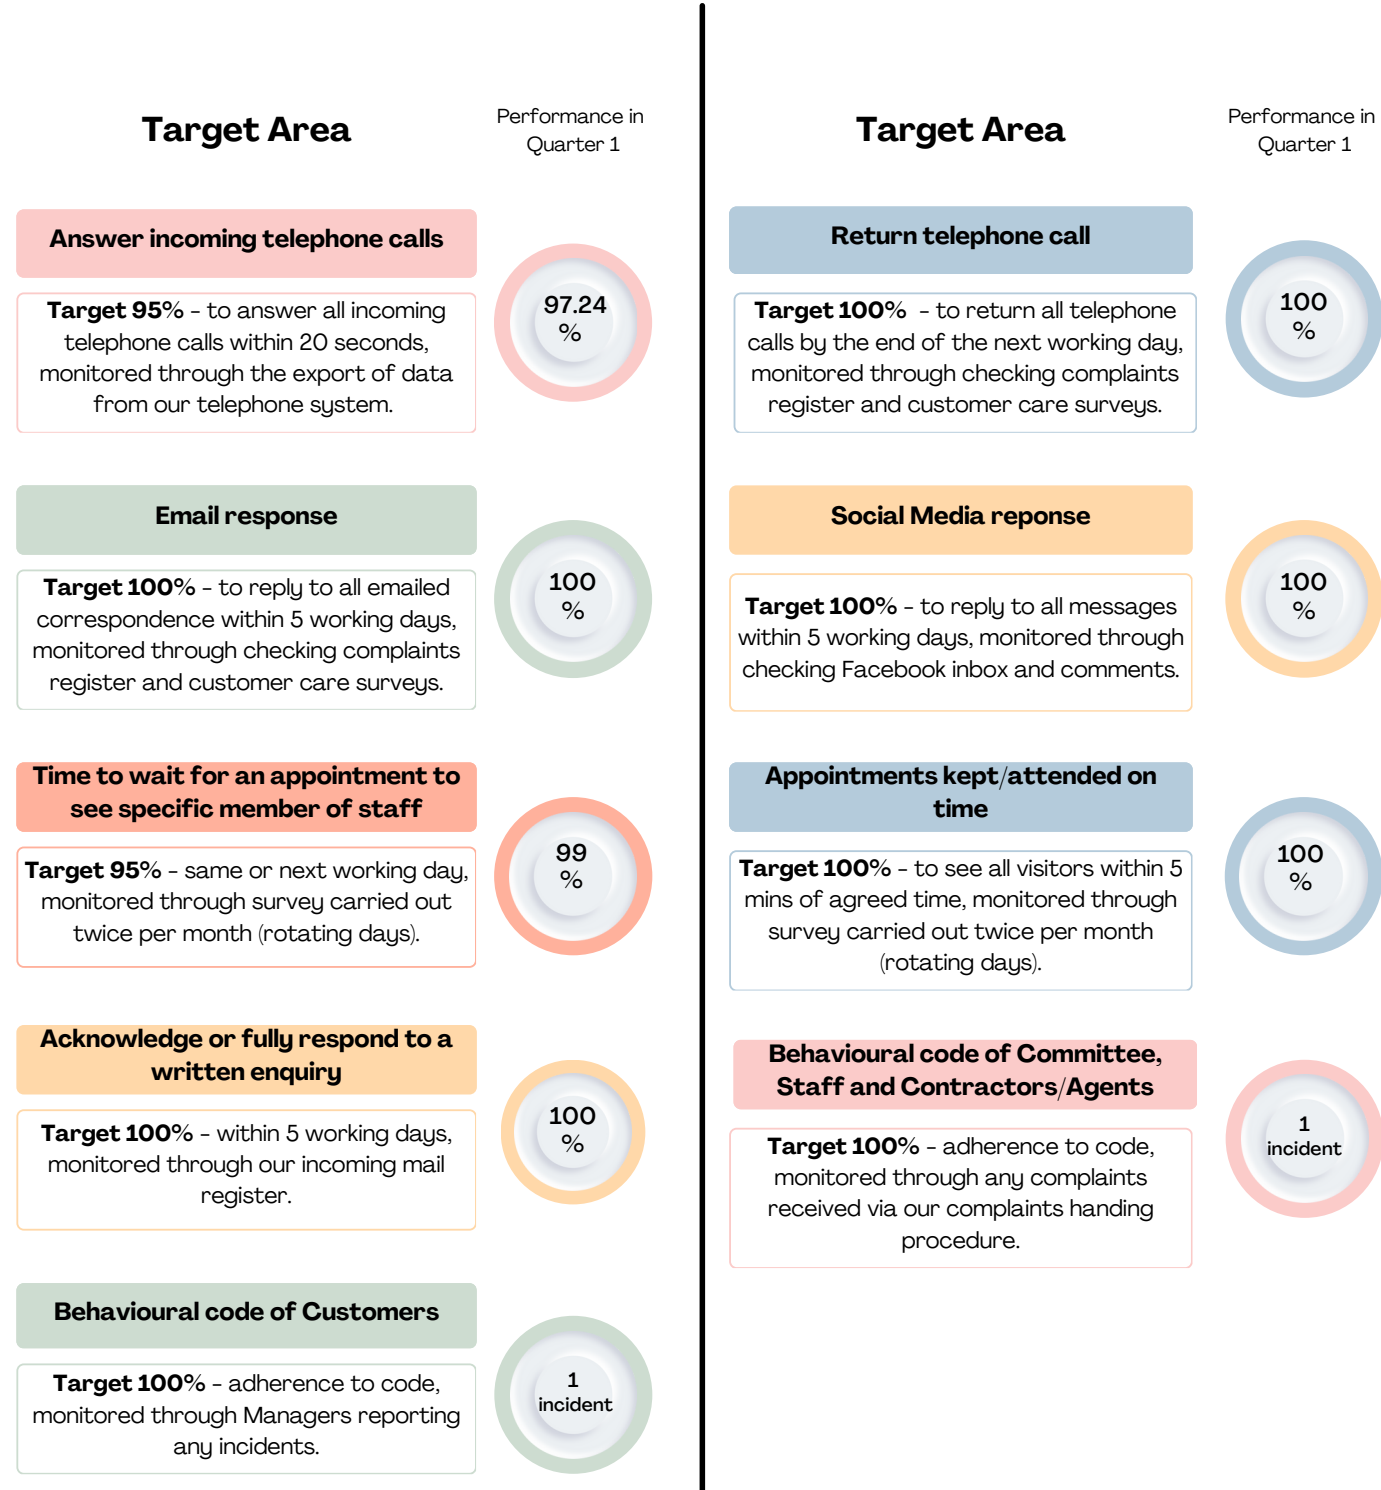 Target Area
Performance in
Quarter 1
Answer incoming telephone calls
Target 95% - to answer all incoming
telephone calls within 20 seconds,
monitored through the export of data
from our telephone system.
97.24
%
Email response
Target 100% - to reply to all emailed
correspondence within 5 working days,
monitored through checking complaints
register and customer care surveys.
100
%
Time to wait for an appointment to
see specific member of staff
Target 95% - same or next working day,
monitored through survey carried out
twice per month (rotating days).
99
%
Acknowledge or fully respond to a
written enquiry
Target 100% - within 5 working days,
monitored through our incoming mail
register.
100
%
Behavioural code of Customers
Target 100% - adherence to code,
monitored through Managers reporting
any incidents.
1
incident
Target Area
Performance in
Quarter 1
Return telephone call
Target 100% - to return all telephone
calls by the end of the next working day,
monitored through checking complaints
register and customer care surveys.
100
%
Social Media reponse
Target 100% - to reply to all messages
within 5 working days, monitored through
checking Facebook inbox and comments.
100
%
Appointments kept/attended on
time
Target 100% - to see all visitors within 5
mins of agreed time, monitored through
survey carried out twice per month
(rotating days).
100
%
Behavioural code of Committee,
Staff and Contractors/Agents
Target 100% - adherence to code,
monitored through any complaints
received via our complaints handing
procedure.
1
incident